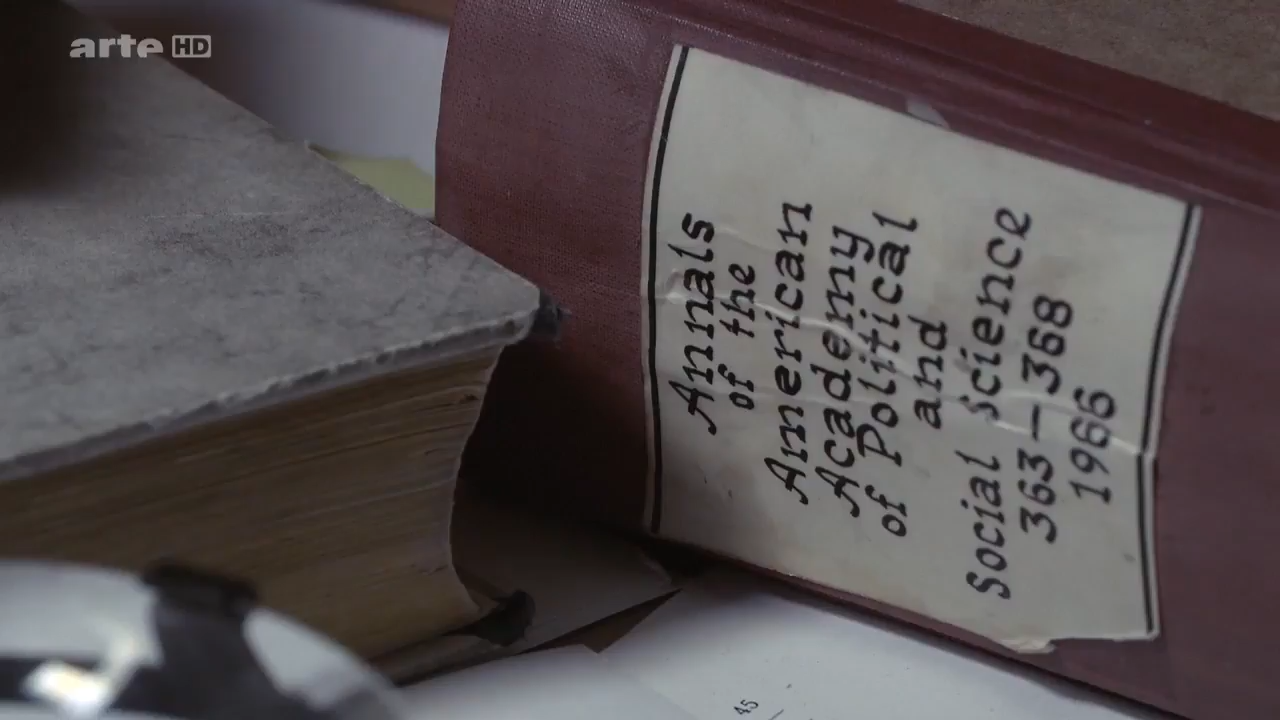 arte HD
Annals
of the
American
Academy
of Political
and
Social Science
363-368
1966
45